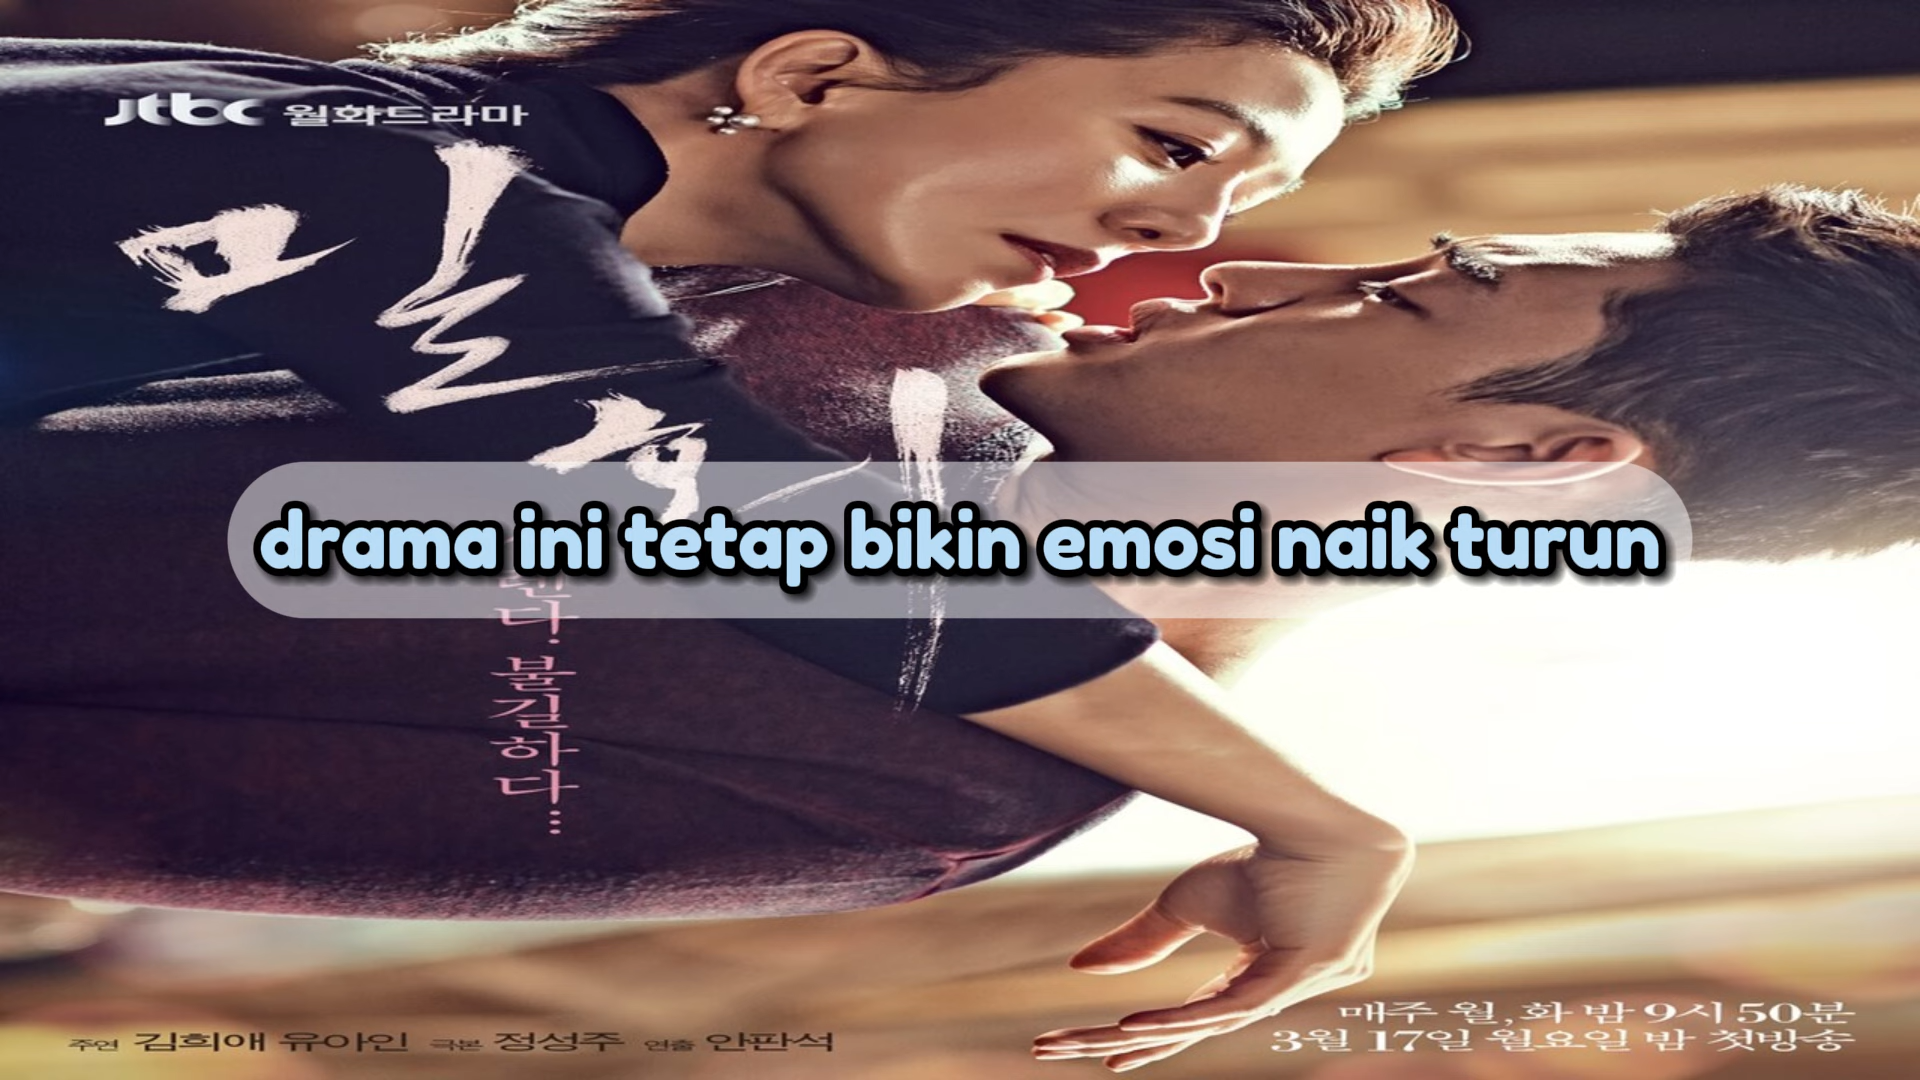 jtbc 월화드라마
밀회
drama ini tetap bikin emosi naik turun
불길하다...
매주 월, 화 밤 9시 50분
3월 17일 월요일 밤 첫방송
주연 김희애 유아인 극본 정성주 연출 안판석